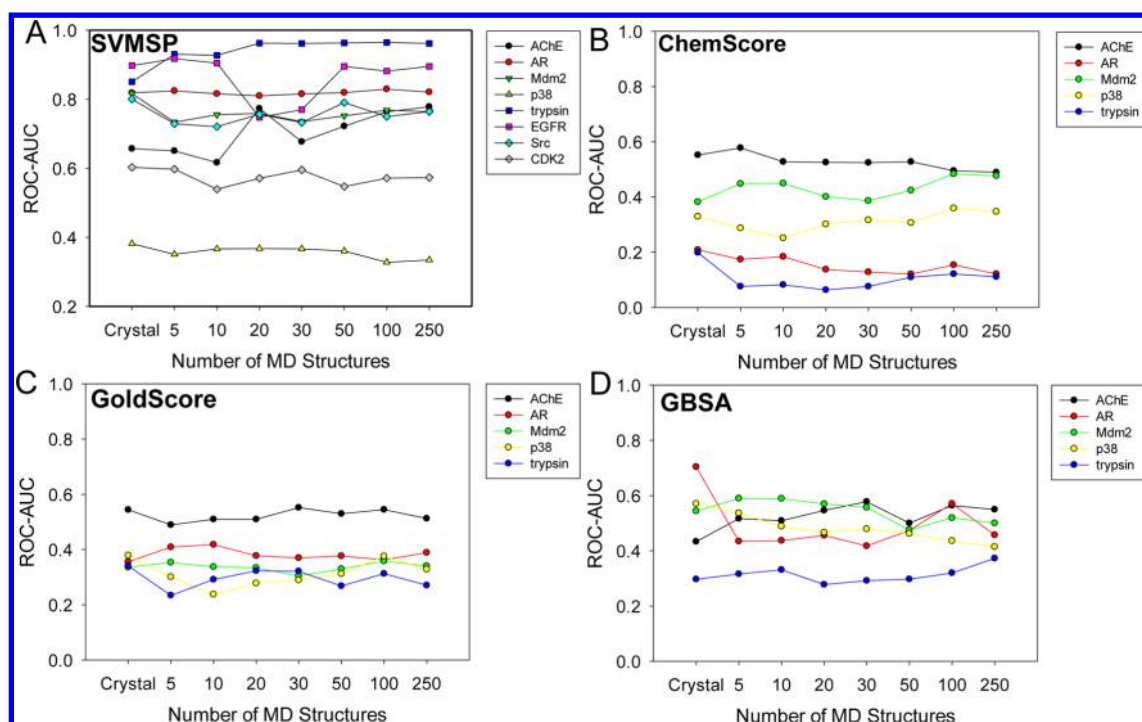 A
SVMSP
1.0
0.8
0.6
0.4
0.2
ROC-AUC
Crystal 5 10 20 30 50 100 250
Number of MD Structures
AChE
AR
Mdm2
p38
trypsin
EGFR
Src
CDK2
B
ChemScore
1.0
0.8
0.6
0.4
0.2
0.0
ROC-AUC
Crystal 5 10 20 30 50 100 250
Number of MD Structures
AChE
AR
Mdm2
p38
trypsin
C
GoldScore
1.0
0.8
0.6
0.4
0.2
0.0
ROC-AUC
Crystal 5 10 20 30 50 100 250
Number of MD Structures
AChE
AR
Mdm2
p38
trypsin
D
GBSA
1.0
0.8
0.6
0.4
0.2
0.0
ROC-AUC
Crystal 5 10 20 30 50 100 250
Number of MD Structures
AChE
AR
Mdm2
p38
trypsin